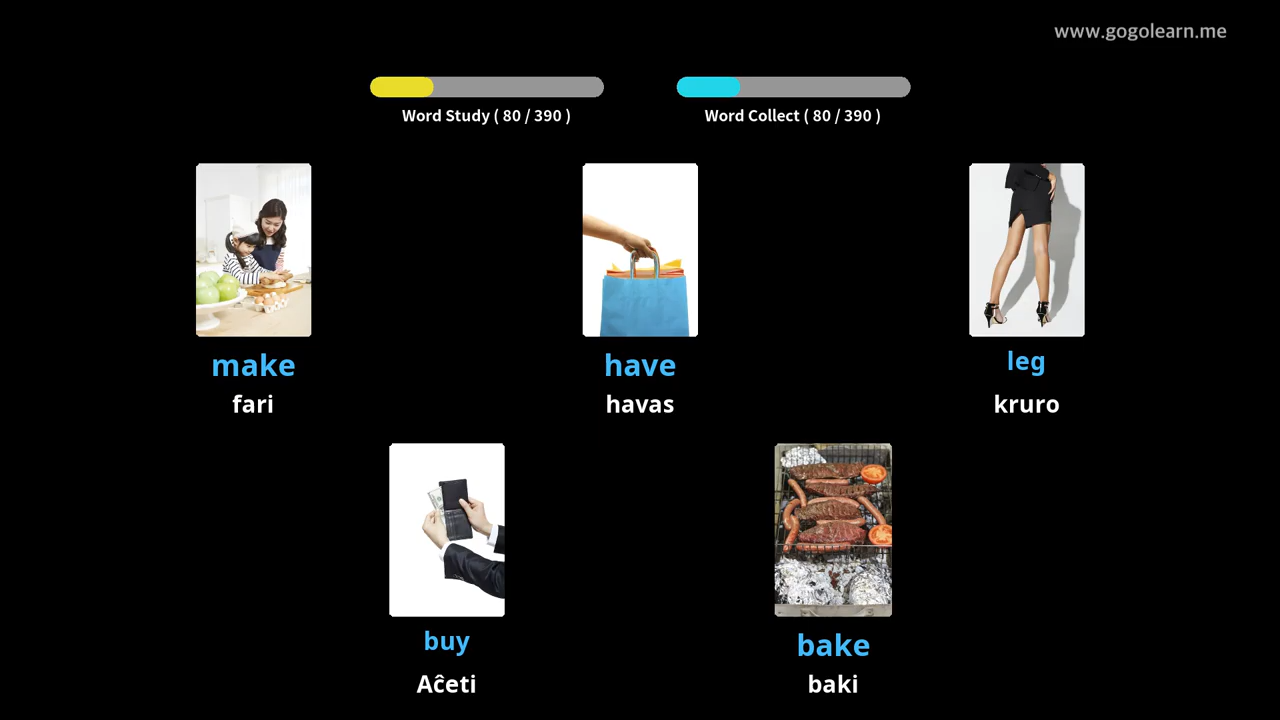 www.gogolearn.me
Word Study ( 80 / 390 )
Word Collect ( 80 / 390 )
make
fari
have
havas
leg
kruro
buy
Aĉeti
bake
baki